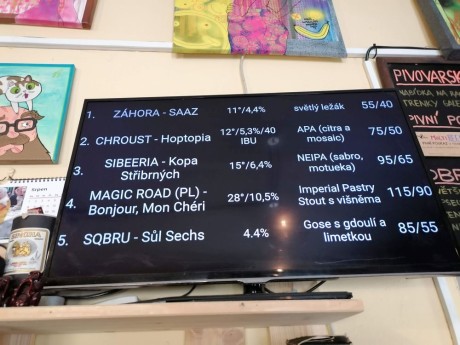 1. ZÁHORA - SAAZ 11°/4,4% světlý ležák 55/40
2. CHROUST - Hoptopia 12°/5,3%/40 IBU APA (citra a mosaic) 75/50
3. SIBEERIA - Kopa Stříbrných 15°/6,4% NEIPA (sabro, motueka) 95/65
4. MAGIC ROAD (PL) - Bonjour, Mon Chéri 28°/10,5% Imperial Pastry Stout s višněma 115/90
5. SQBRU - Sůl Sechs 4.4% Gose s gdoulí a limetkou 85/55
PIVOVARSK
NABÍDKA NA
srpen